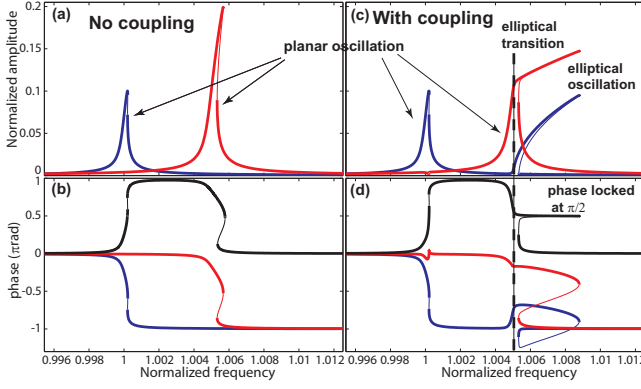 (a) No coupling
(c) With coupling
elliptical
transition
planar oscillation
elliptical
oscillation
Normalized amplitude
0.2
0.15
0.1
0.05
0
(b)
(d)
phase locked
at π/2
phase (πrad)
1
0.5
0
-0.5
-1
0.996 0.998 1 1.002 1.004 1.006 1.008 1.01 1.012
0.996 0.998 1 1.002 1.004 1.006 1.008 1.01 1.012
Normalized frequency
Normalized frequency